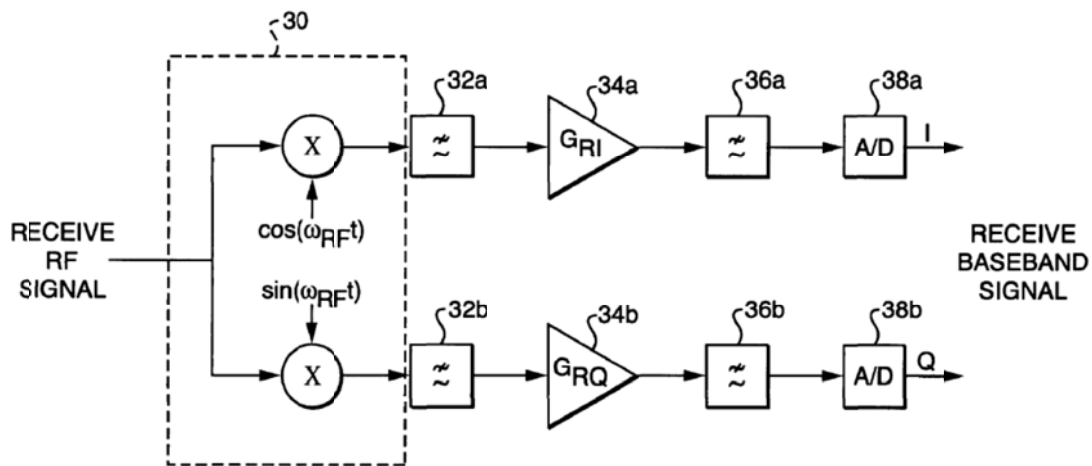 30
32a
34a
36a
38a
X
≁
G_RI
≁
A/D
I
cos(ω_RF t)
RECEIVE
RF
SIGNAL
RECEIVE
BASEBAND
SIGNAL
sin(ω_RF t)
32b
34b
36b
38b
X
≁
G_RQ
≁
A/D
Q